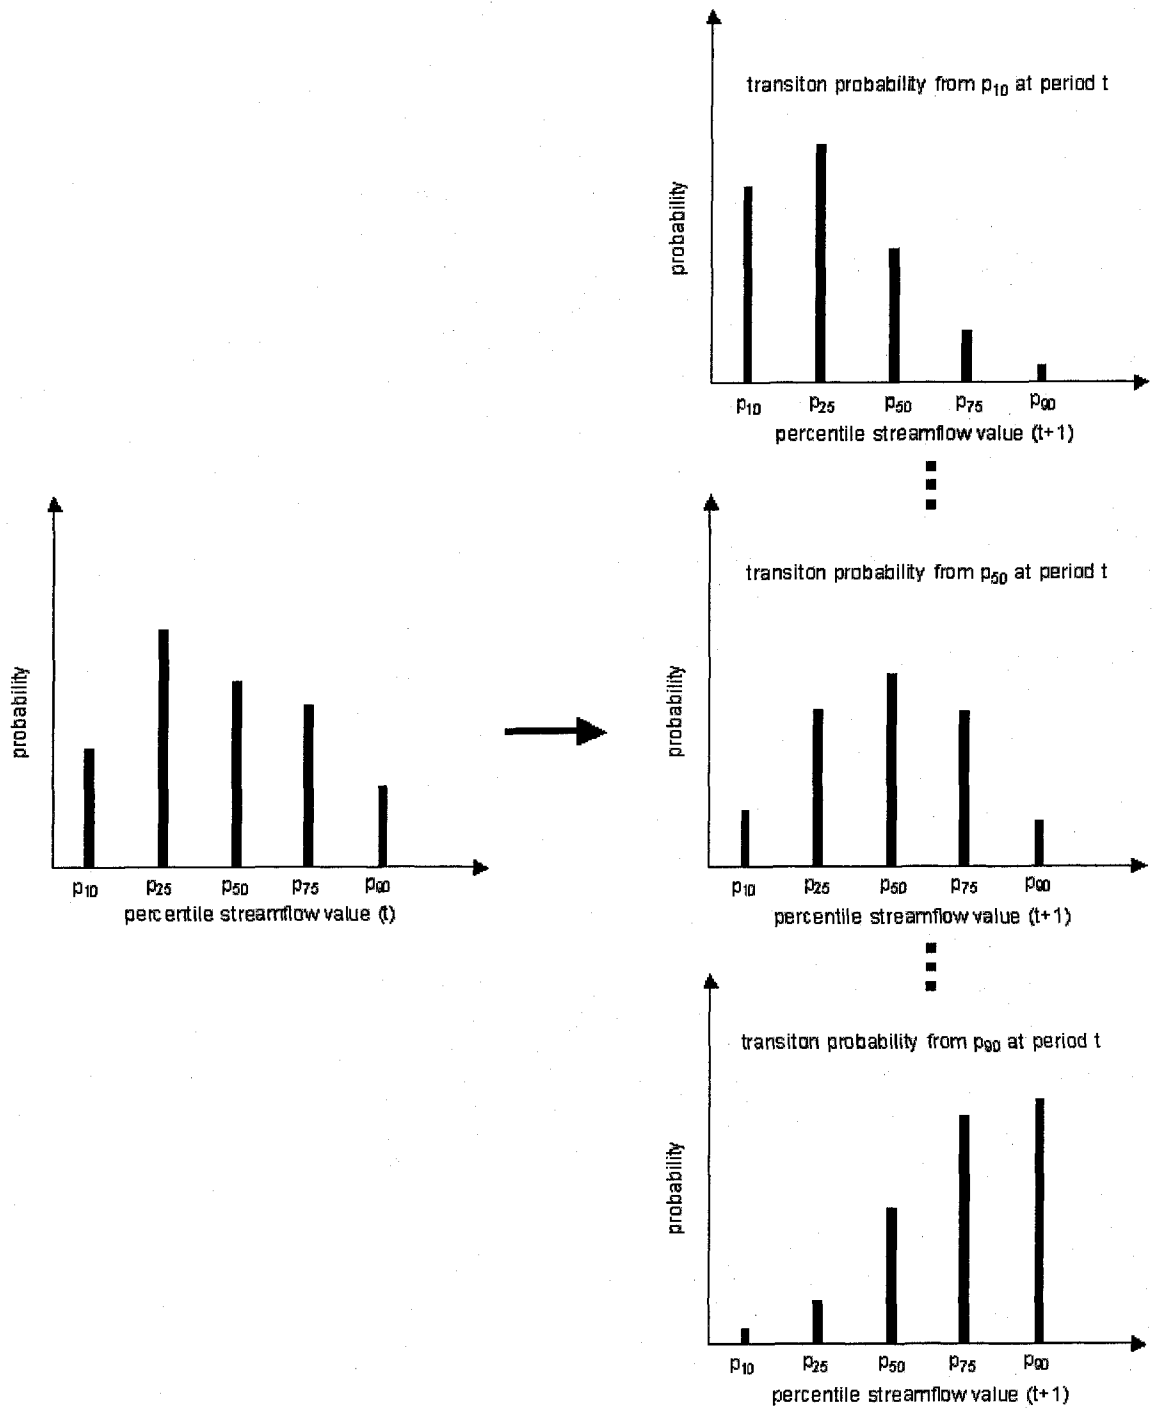 transiton probability from p10 at period t
probability
p10 p25 p50 p75 p90
percentile streamflow value (t+1)
probability
p10 p25 p50 p75 p90
percentile streamflow value (t)
transiton probability from p50 at period t
probability
p10 p25 p50 p75 p90
percentile streamflow value (t+1)
transiton probability from p90 at period t
probability
p10 p25 p50 p75 p90
percentile streamflow value (t+1)